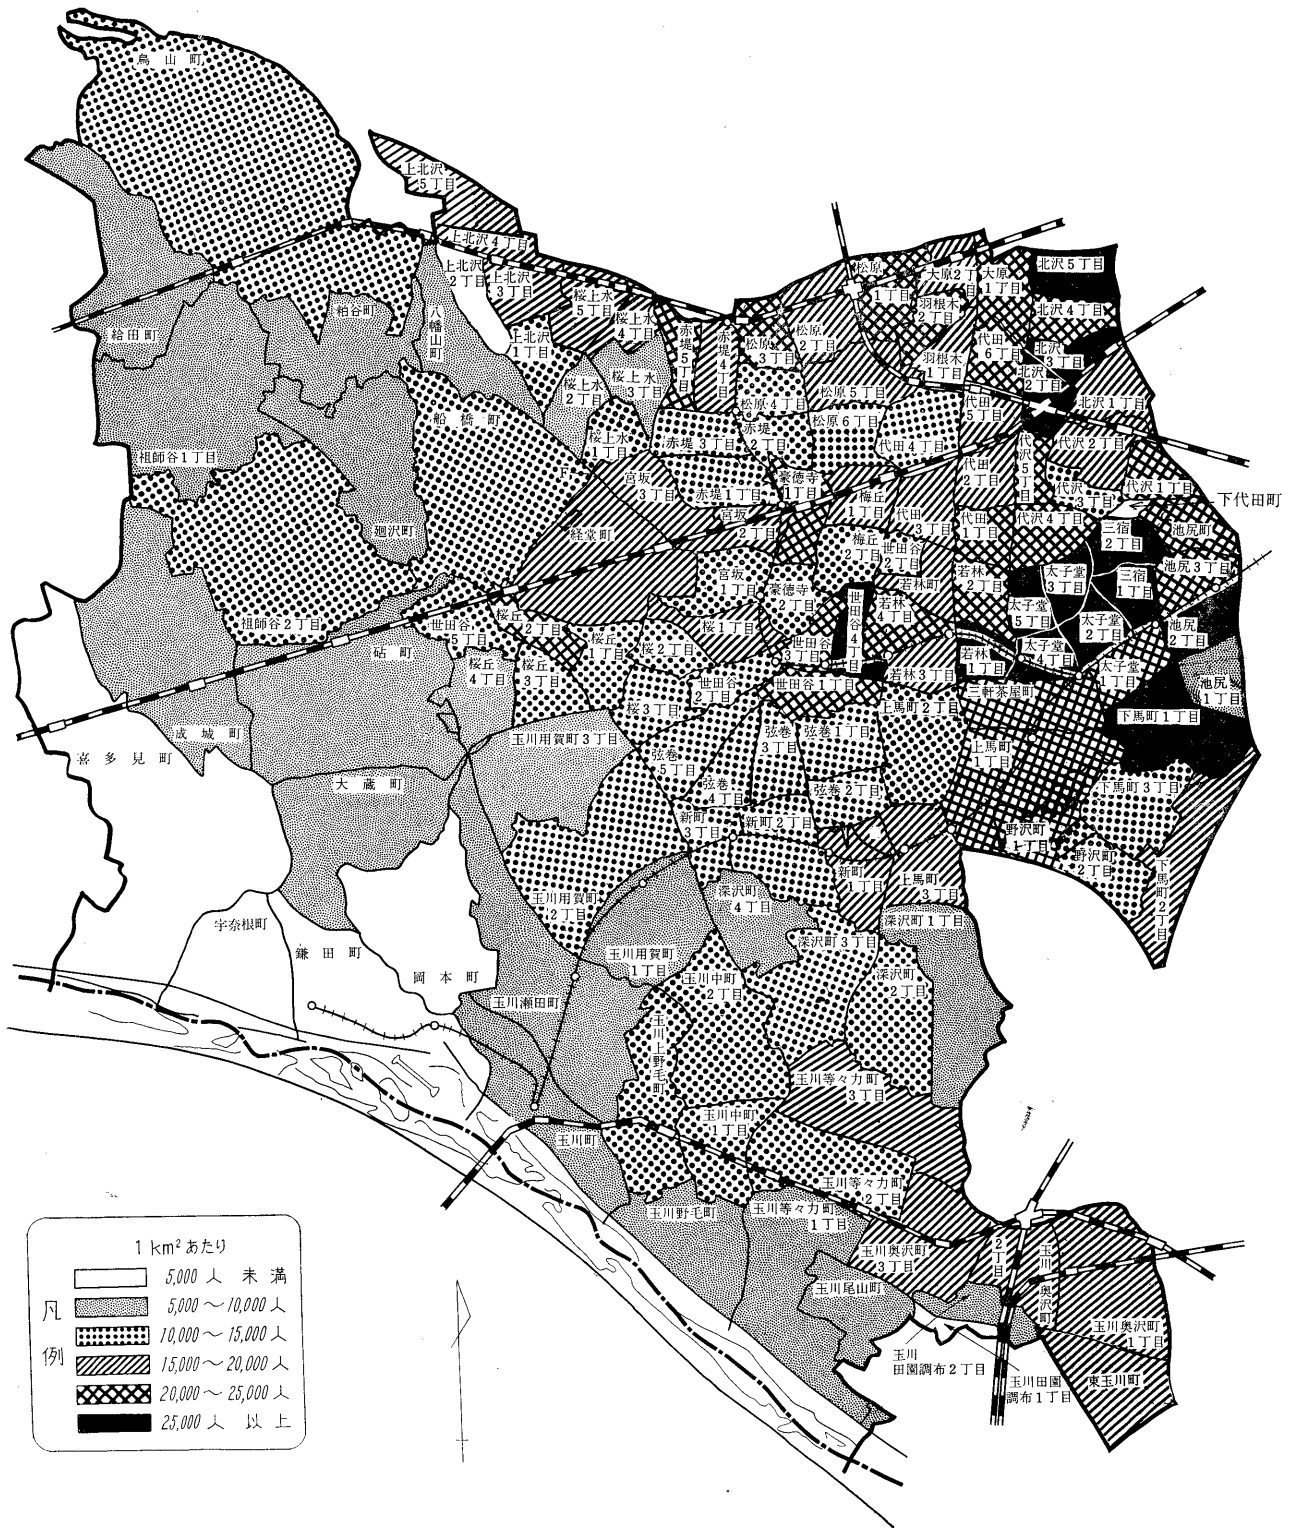 烏山町
上北沢
5丁目
上北沢4丁目
上北沢
2丁目
上北沢
3丁目
上北沢
1丁目
桜上水
5丁目
桜上水
4丁目
桜上水
3丁目
桜上水
2丁目
桜上水
1丁目
八幡山町
粕谷町
給田町
祖師谷1丁目
祖師谷2丁目
船橋町
廻沢町
赤堤5丁目
赤堤4丁目
赤堤3丁目
赤堤
2丁目
赤堤1丁目
松原
1丁目
松原
2丁目
松原
3丁目
松原4丁目
松原5丁目
松原6丁目
大原2丁目
大原
1丁目
羽根木
2丁目
羽根木
1丁目
北沢5丁目
北沢4丁目
北沢
3丁目
北沢
2丁目
北沢1丁目
代田
6丁目
代田
5丁目
代田4丁目
代田
3丁目
代田
2丁目
代田
1丁目
代沢5丁目
代沢2丁目
代沢
3丁目
代沢1丁目
代沢4丁目
下代田町
池尻町
池尻3丁目
池尻
2丁目
池尻
1丁目
三宿
2丁目
三宿
1丁目
太子堂
3丁目
太子堂
5丁目
太子堂
2丁目
太子堂
4丁目
太子堂
1丁目
宮坂
3丁目
宮坂
2丁目
宮坂
1丁目
豪徳寺
1丁目
豪徳寺
2丁目
梅丘
1丁目
梅丘
2丁目
経堂町
世田谷
2丁目
若林町
若林
2丁目
若林
4丁目
若林
1丁目
若林3丁目
世田谷4丁目
世田谷
3丁目
世田谷1丁目
世田谷
2丁目
世田谷
5丁目
桜丘
2丁目
桜丘
1丁目
桜丘
3丁目
桜丘
4丁目
桜1丁目
桜2丁目
桜3丁目
砧町
成城町
喜多見町
大蔵町
宇奈根町
鎌田町
岡本町
三軒茶屋町
上馬町2丁目
上馬町
1丁目
上馬町
3丁目
下馬町1丁目
下馬町3丁目
下馬町2丁目
野沢町
1丁目
野沢町
2丁目
弦巻
3丁目
弦巻1丁目
弦巻
5丁目
弦巻
4丁目
弦巻2丁目
新町
3丁目
新町2丁目
新町
1丁目
玉川用賀町3丁目
玉川用賀町
2丁目
玉川用賀町
1丁目
深沢町
4丁目
深沢町1丁目
深沢町3丁目
深沢町
2丁目
玉川瀬田町
玉川中町
2丁目
玉川上野毛町
玉川中町
1丁目
玉川町
玉川等々力町
3丁目
玉川等々力町
2丁目
玉川等々力町
1丁目
玉川野毛町
玉川奥沢町
3丁目
2丁目
玉川
奥沢町
玉川奥沢町
1丁目
玉川尾山町
玉川
田園調布2丁目
玉川田園
調布1丁目
東玉川町
凡例
1km²あたり
5,000人 未満
5,000〜10,000人
10,000〜15,000人
15,000〜20,000人
20,000〜25,000人
25,000人 以上